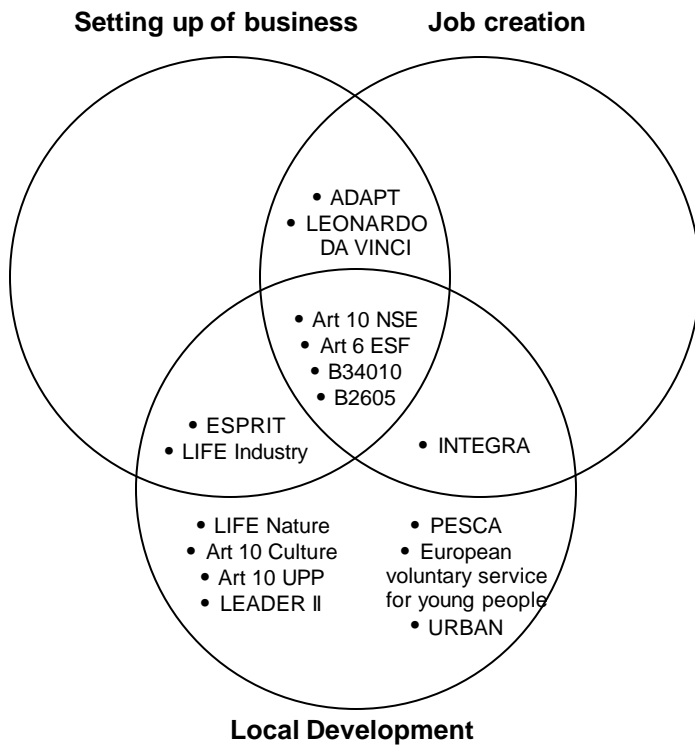 Setting up of business
Job creation
• ADAPT
• LEONARDO
DA VINCI
• Art 10 NSE
• Art 6 ESF
• B34010
• B2605
• ESPRIT
• LIFE Industry
• INTEGRA
• LIFE Nature
• Art 10 Culture
• Art 10 UPP
• LEADER II
• PESCA
• European
voluntary service
for young people
• URBAN
Local Development